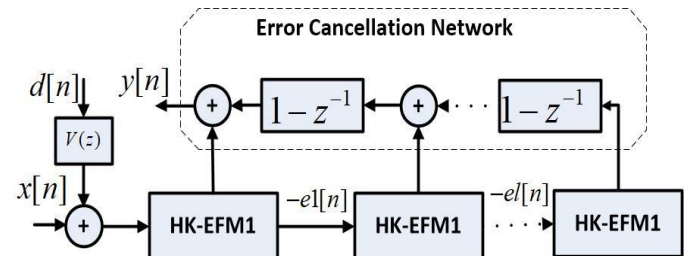 Error Cancellation Network
d[n]
y[n]
+
1 − z⁻¹
+
· · ·
1 − z⁻¹
V(z)
x[n]
+
HK-EFM1
−e1[n]
HK-EFM1
−el[n]
· · · ·
HK-EFM1